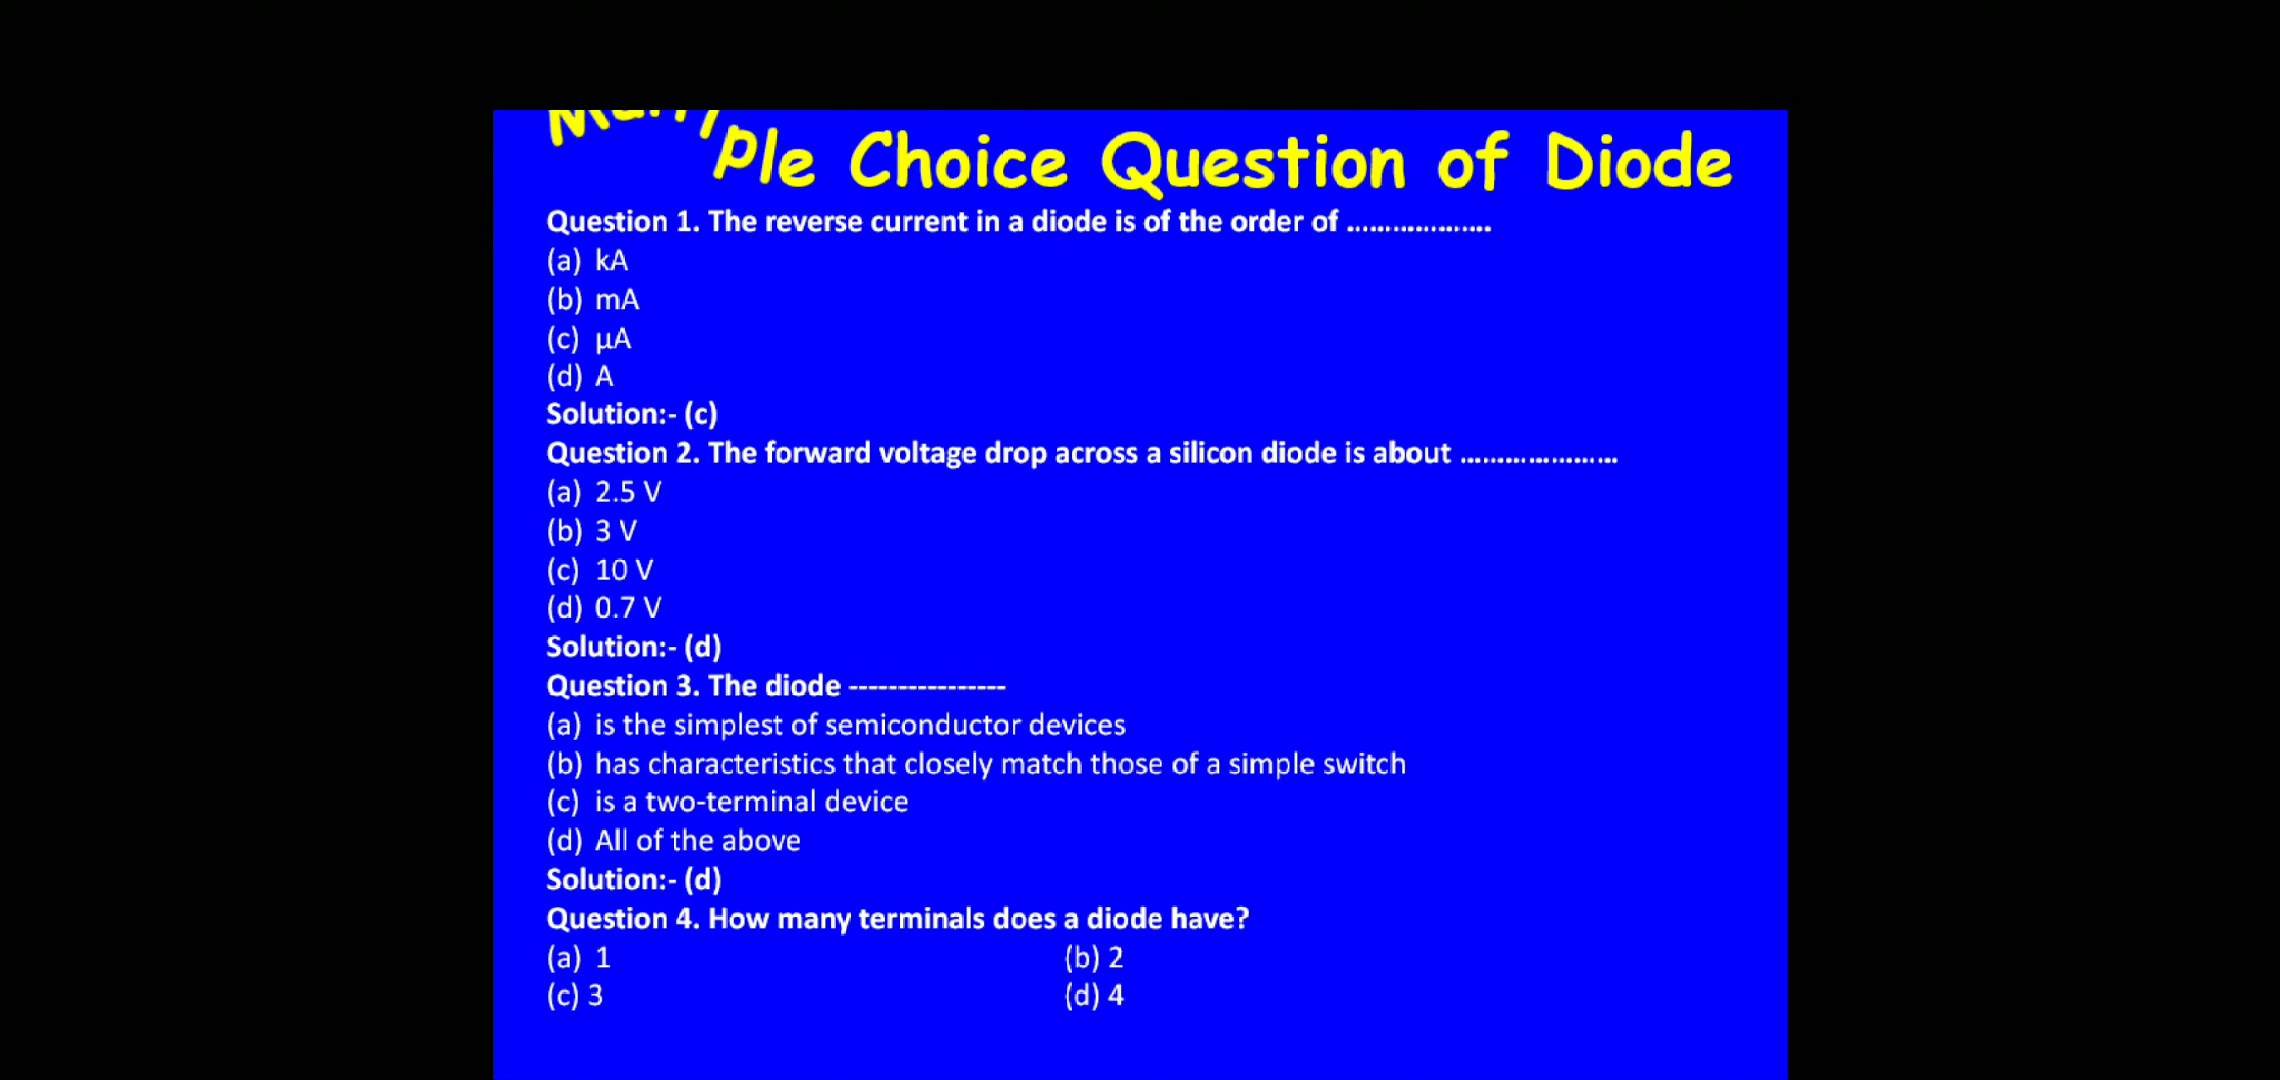 Multiple Choice Question of Diode
Question 1. The reverse current in a diode is of the order of ...................
(a) kA
(b) mA
(c) μA
(d) A
Solution:- (c)
Question 2. The forward voltage drop across a silicon diode is about .....................
(a) 2.5 V
(b) 3 V
(c) 10 V
(d) 0.7 V
Solution:- (d)
Question 3. The diode ----------------
(a) is the simplest of semiconductor devices
(b) has characteristics that closely match those of a simple switch
(c) is a two-terminal device
(d) All of the above
Solution:- (d)
Question 4. How many terminals does a diode have?
(a) 1 (b) 2
(c) 3 (d) 4